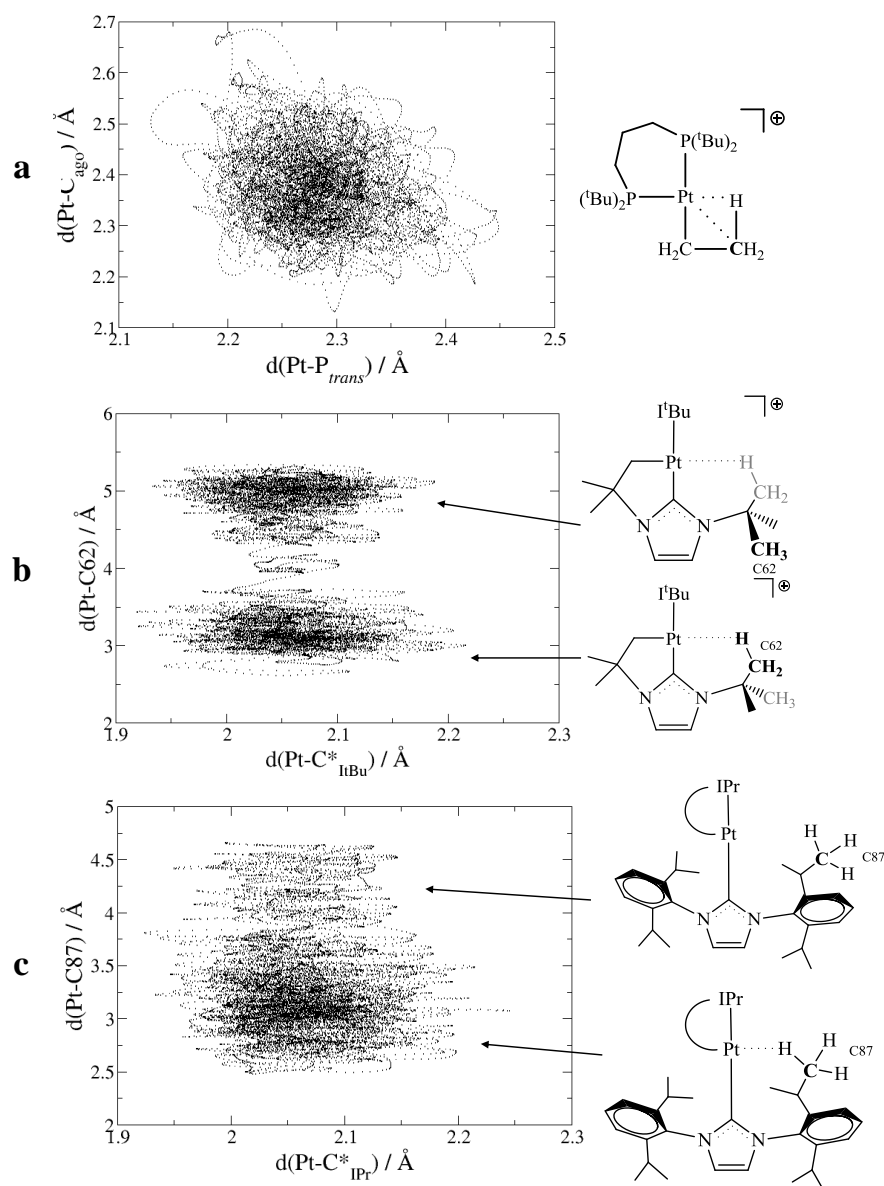 a
2.7
2.6
2.5
2.4
2.3
2.2
2.1
d(Pt-C_ago) / Å
2.1 2.2 2.3 2.4 2.5
d(Pt-P_trans) / Å
⊕
P(ᵗBu)₂
(ᵗBu)₂P Pt H
H₂C CH₂
b
6
5
4
3
2
d(Pt-C62) / Å
1.9 2 2.1 2.2 2.3
d(Pt-C*_ItBu) / Å
⊕
IᵗBu
Pt H
CH₂
N N
CH₃
C62
⊕
IᵗBu
Pt H
C62
CH₂
N N
CH₃
c
5
4.5
4
3.5
3
2.5
2
d(Pt-C87) / Å
1.9 2 2.1 2.2 2.3
d(Pt-C*_IPr) / Å
IPr
Pt
H
H
C
H
C87
N N
IPr
Pt H
H
C
H
C87
N N